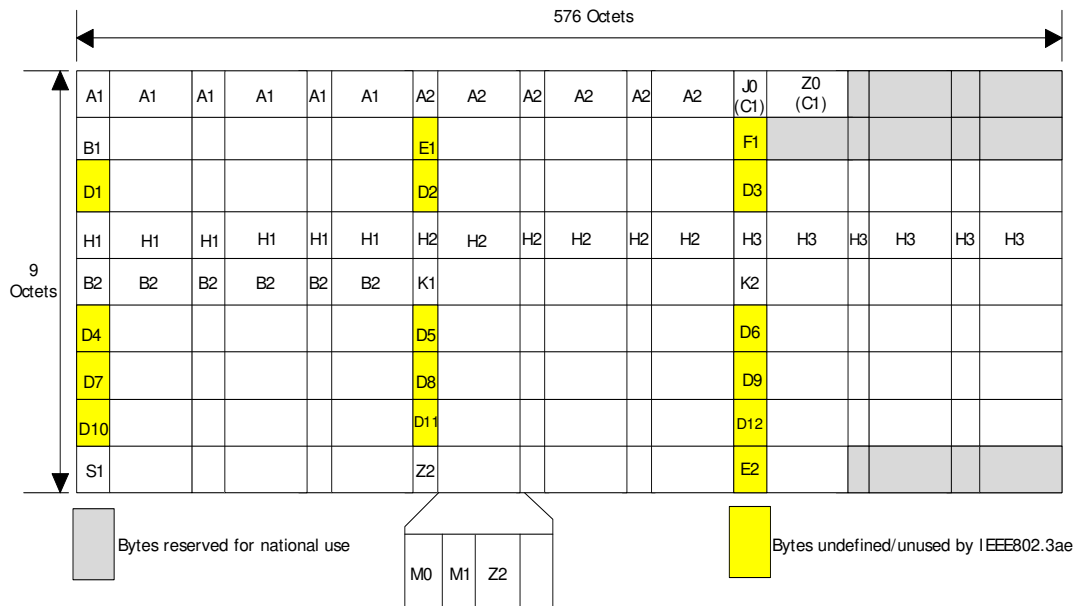 576 Octets
A1 A1 A1 A1 A1 A1 A2 A2 A2 A2 A2 A2 J0 (C1) Z0 (C1)
B1 E1 F1
D1 D2 D3
H1 H1 H1 H1 H1 H1 H2 H2 H2 H2 H2 H2 H3 H3 H3 H3 H3 H3
9 Octets
B2 B2 B2 B2 B2 B2 K1 K2
D4 D5 D6
D7 D8 D9
D10 D11 D12
S1 Z2 E2
Bytes reserved for national use
Bytes undefined/unused by IEEE802.3ae
M0 M1 Z2